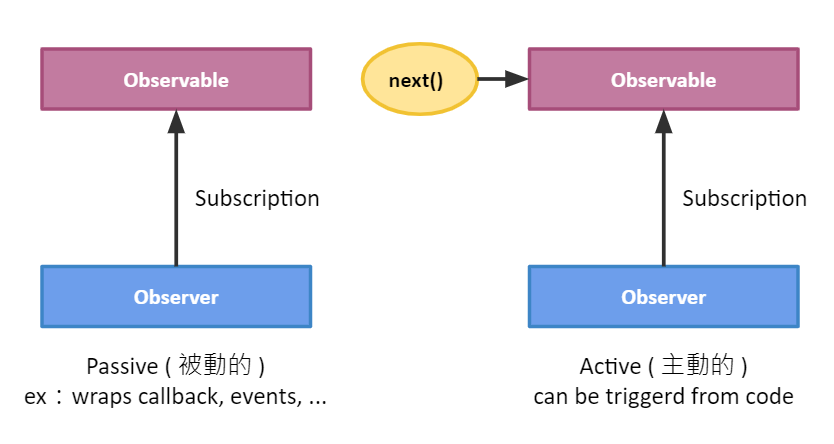 Observable
Subscription
Observer
Passive ( 被動的 )
ex：wraps callback, events, ...
next()
Observable
Subscription
Observer
Active ( 主動的 )
can be triggerd from code